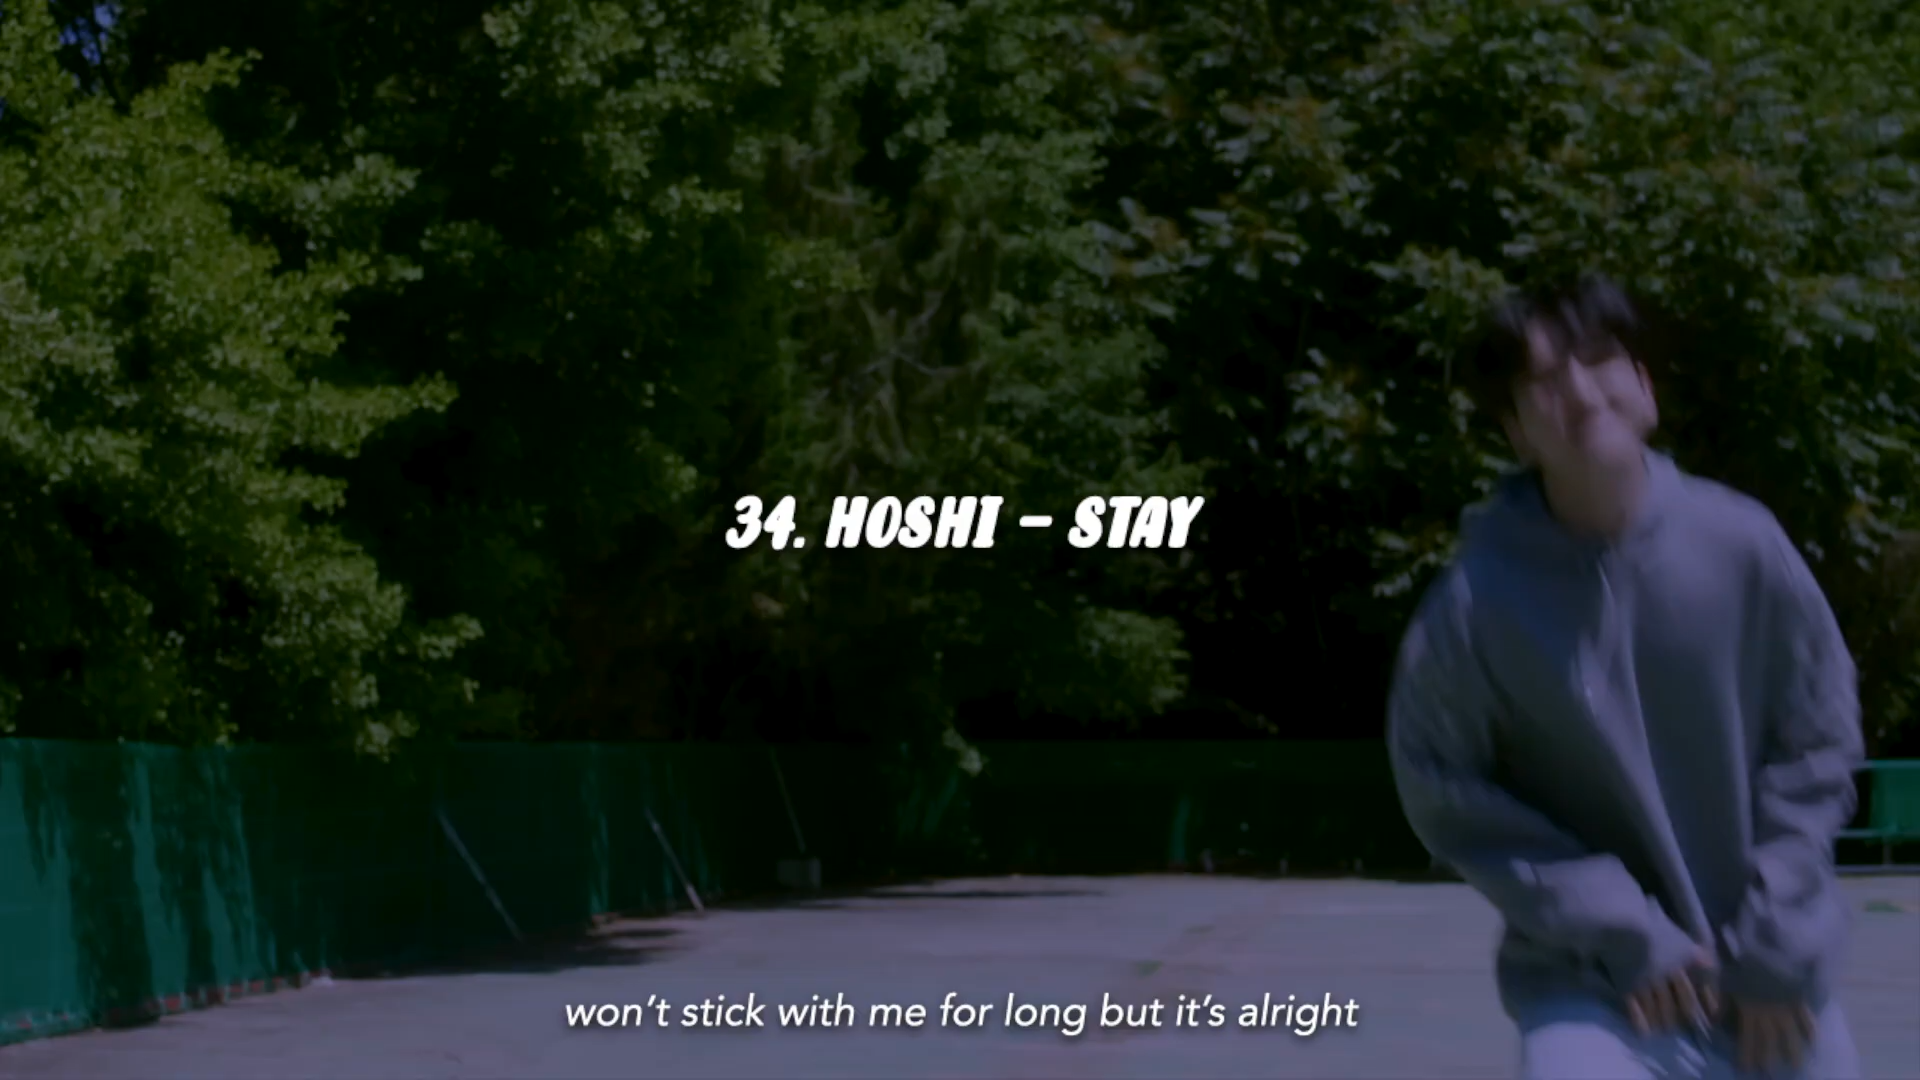 34. HOSHI – STAY
won't stick with me for long but it's alright